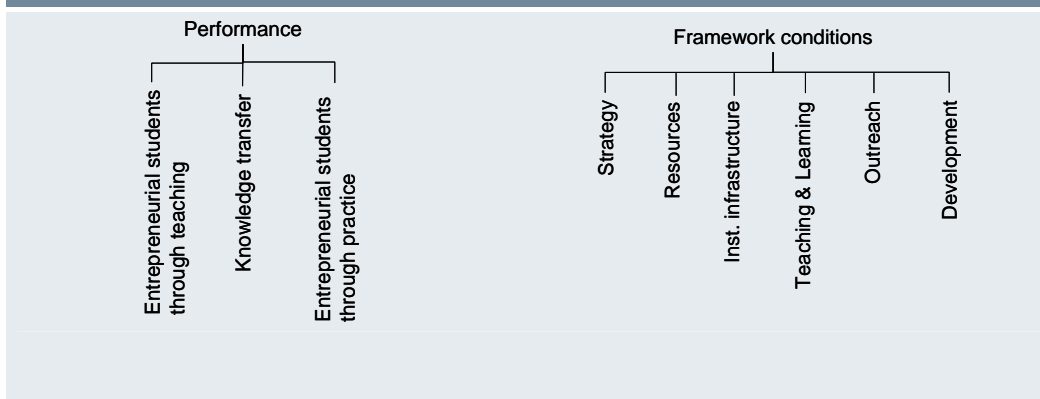 Performance
Entrepreneurial students
through teaching
Knowledge transfer
Entrepreneurial students
through practice
Framework conditions
Strategy
Resources
Inst. infrastructure
Teaching & Learning
Outreach
Development